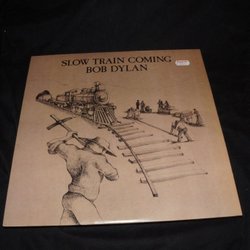 SLOW TRAIN COMING
BOB DYLAN